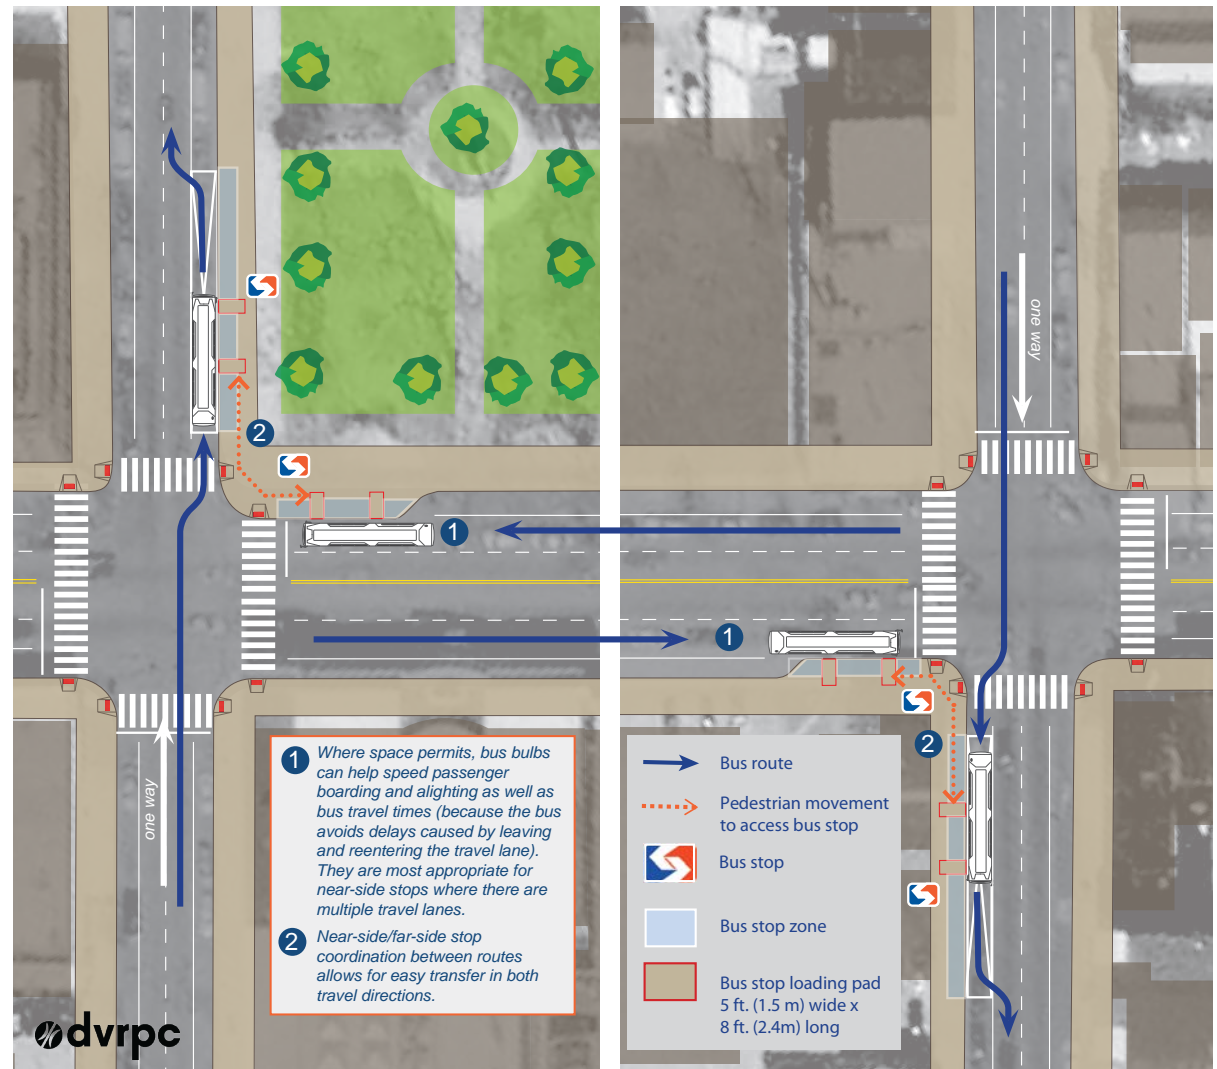 one way
2
1
1
2
one way
1
Where space permits, bus bulbs
can help speed passenger
boarding and alighting as well as
bus travel times (because the bus
avoids delays caused by leaving
and reentering the travel lane).
They are most appropriate for
near-side stops where there are
multiple travel lanes.
2
Near-side/far-side stop
coordination between routes
allows for easy transfer in both
travel directions.
Bus route
Pedestrian movement
to access bus stop
Bus stop
Bus stop zone
Bus stop loading pad
5 ft. (1.5 m) wide x
8 ft. (2.4m) long
dvrpc